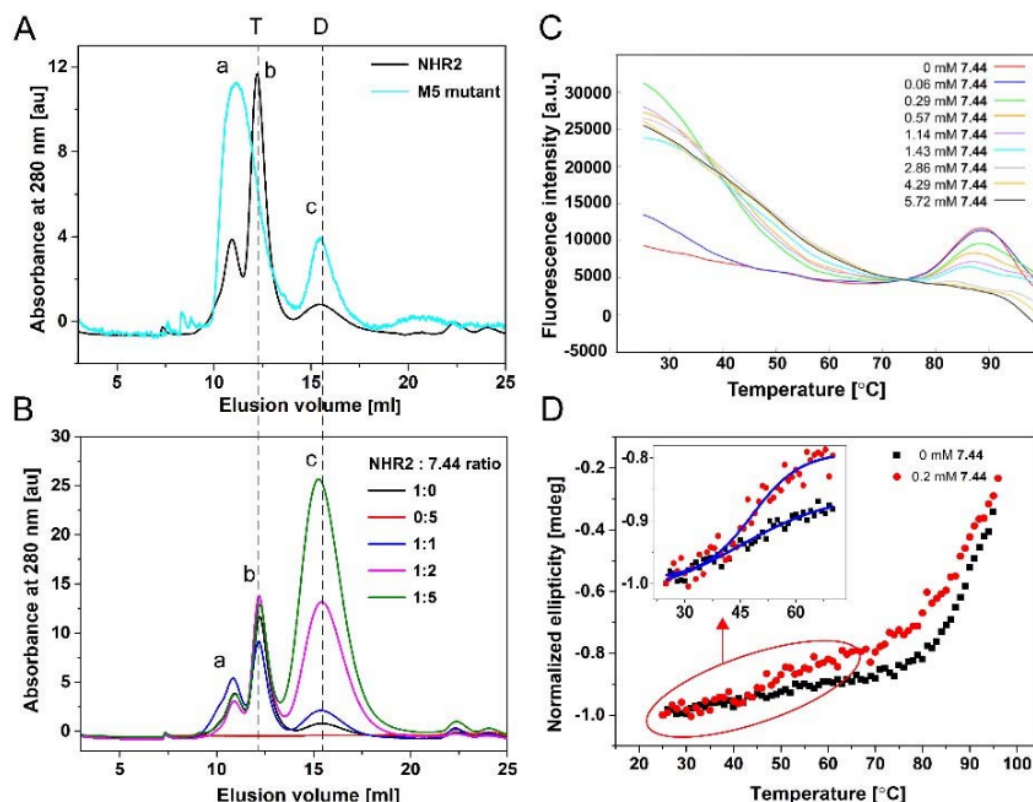 A
T
D
a
b
c
NHR2
M5 mutant
Absorbance at 280 nm [au]
12
8
4
0
5
10
15
20
25
Elusion volume [ml]
B
NHR2 : 7.44 ratio
1:0
0:5
1:1
1:2
1:5
a
b
c
Absorbance at 280 nm [au]
30
25
20
15
10
5
0
5
10
15
20
25
Elusion volume [ml]
C
0 mM 7.44
0.06 mM 7.44
0.29 mM 7.44
0.57 mM 7.44
1.14 mM 7.44
1.43 mM 7.44
2.86 mM 7.44
4.29 mM 7.44
5.72 mM 7.44
Fluorescence intensity [a.u.]
30000
25000
20000
15000
10000
5000
0
-5000
30
40
50
60
70
80
90
Temperature [°C]
D
0 mM 7.44
0.2 mM 7.44
-0.8
-0.9
-1.0
30
45
60
Normalized ellipticity [mdeg]
-0.2
-0.4
-0.6
-0.8
-1.0
20
30
40
50
60
70
80
90
100
Temperature [°C]